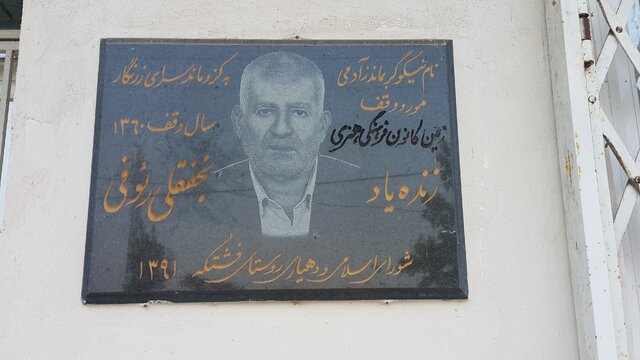 نام نیکو گر بماند ز آدمی
به کزو ماند سرای زرنگار
مورد وقف
زمین کانون فرهنگی هنری
سال وقف ۱۳۶۰
زنده یاد
نجفقلی رئوفی
شورای اسلامی و دهیاری روستای فشتکه ۱۳۹۱